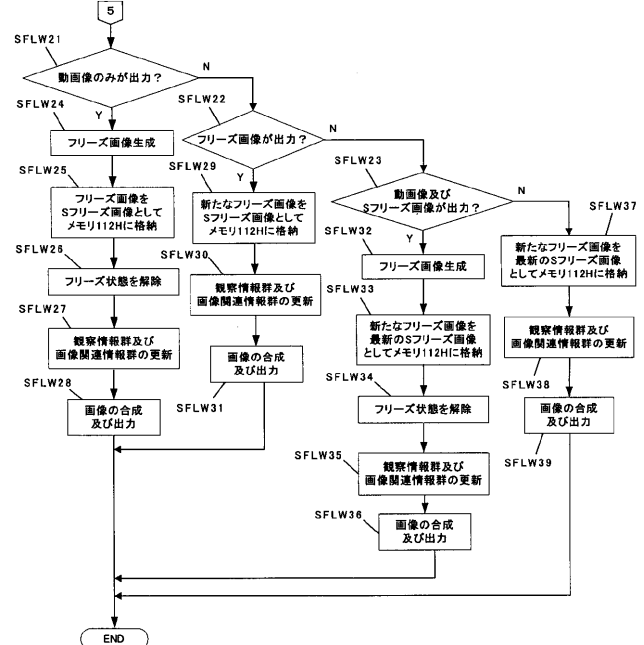 5
SFLW21
動画像のみが出力？
N
Y
SFLW24
フリーズ画像生成
SFLW25
フリーズ画像を
Sフリーズ画像として
メモリ112Hに格納
SFLW26
フリーズ状態を解除
SFLW27
観察情報群及び
画像関連情報群の更新
SFLW28
画像の合成
及び出力
SFLW22
フリーズ画像が出力？
N
Y
SFLW29
新たなフリーズ画像を
Sフリーズ画像として
メモリ112Hに格納
SFLW30
観察情報群及び
画像関連情報群の更新
画像の合成
及び出力
SFLW31
SFLW23
動画像及び
Sフリーズ画像が出力？
N
Y
SFLW32
フリーズ画像生成
SFLW33
新たなフリーズ画像を
最新のSフリーズ画像
としてメモリ112Hに格納
SFLW34
フリーズ状態を解除
SFLW35
観察情報群及び
画像関連情報群の更新
SFLW36
画像の合成
及び出力
SFLW37
新たなフリーズ画像を
最新のSフリーズ画像
としてメモリ112Hに格納
観察情報群及び
画像関連情報群の更新
SFLW38
画像の合成
及び出力
SFLW39
END